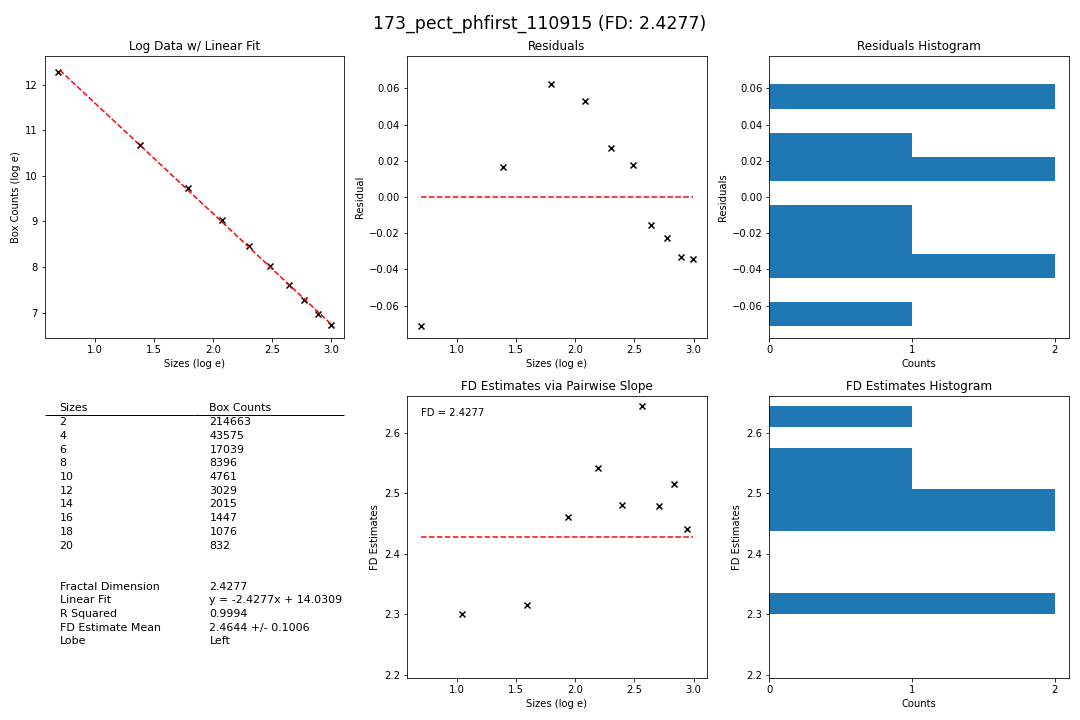 173_pect_phfirst_110915 (FD: 2.4277)
Log Data w/ Linear Fit
Box Counts (log e)
12
11
10
9
8
7
1.0 1.5 2.0 2.5 3.0
Sizes (log e)
Residuals
Residual
0.06
0.04
0.02
0.00
−0.02
−0.04
−0.06
1.0 1.5 2.0 2.5 3.0
Sizes (log e)
Residuals Histogram
Residuals
0.06
0.04
0.02
0.00
−0.02
−0.04
−0.06
0 1 2
Counts
Sizes Box Counts
2 214663
4 43575
6 17039
8 8396
10 4761
12 3029
14 2015
16 1447
18 1076
20 832
Fractal Dimension 2.4277
Linear Fit y = -2.4277x + 14.0309
R Squared 0.9994
FD Estimate Mean 2.4644 +/- 0.1006
Lobe Left
FD Estimates via Pairwise Slope
FD = 2.4277
FD Estimates
2.6
2.5
2.4
2.3
2.2
1.0 1.5 2.0 2.5 3.0
Sizes (log e)
FD Estimates Histogram
FD Estimates
2.6
2.5
2.4
2.3
2.2
0 1 2
Counts